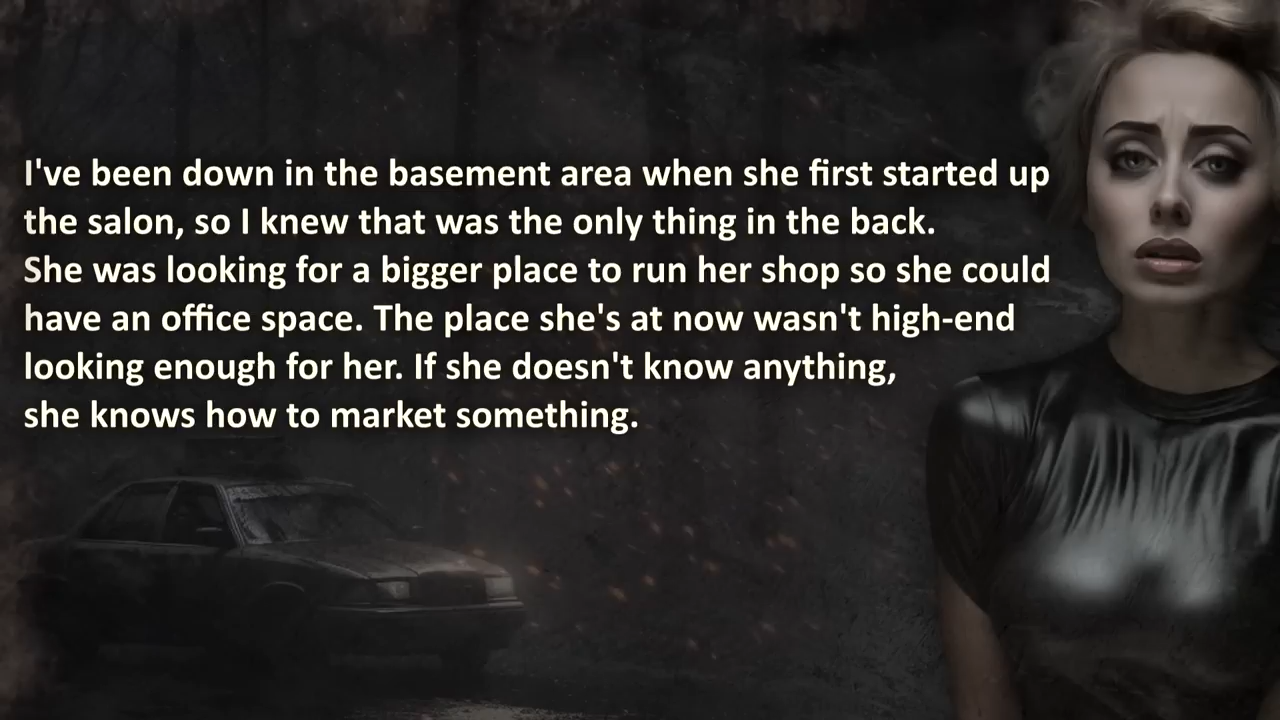 I've been down in the basement area when she first started up
the salon, so I knew that was the only thing in the back.
She was looking for a bigger place to run her shop so she could
have an office space. The place she's at now wasn't high-end
looking enough for her. If she doesn't know anything,
she knows how to market something.